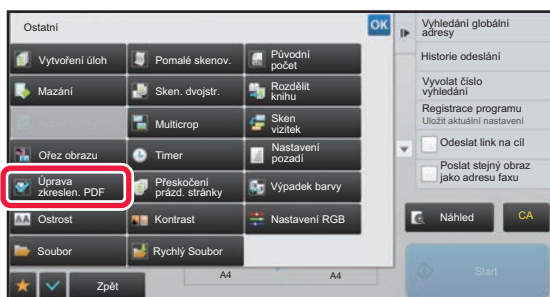 Ostatní
OK
Vytvoření úloh
Pomalé skenov.
Původní
počet
Mazání
Sken. dvojstr.
Rozdělit
knihu
Multicrop
Sken
vizitek
Ořez obrazu
Timer
Nastavení
pozadí
Úprava
zkreslen. PDF
Přeskočení
prázd. stránky
Výpadek barvy
AA
Ostrost
Kontrast
Nastavení RGB
Soubor
Rychlý Soubor
Zpět
A4
A4
Vyhledání globální
adresy
Historie odeslání
Vyvolat číslo
vyhledání
Registrace programu
Uložit aktuální nastavení
Odeslat link na cíl
Poslat stejný obraz
jako adresu faxu
Náhled
CA
Start